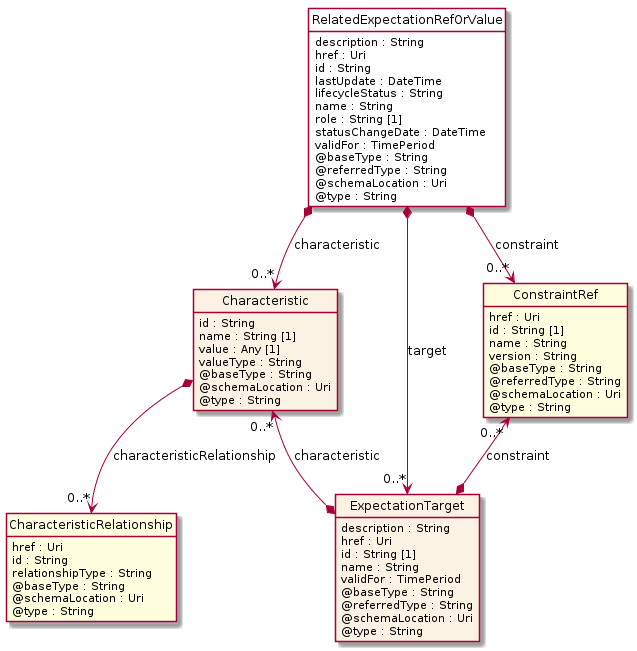 RelatedExpectationRefOrValue
description : String
href : Uri
id : String
lastUpdate : DateTime
lifecycleStatus : String
name : String
role : String [1]
statusChangeDate : DateTime
validFor : TimePeriod
@baseType : String
@referredType : String
@schemaLocation : Uri
@type : String
characteristic
constraint
0..*
0..*
Characteristic
id : String
name : String [1]
value : Any [1]
valueType : String
@baseType : String
@schemaLocation : Uri
@type : String
ConstraintRef
href : Uri
id : String [1]
name : String
version : String
@baseType : String
@referredType : String
@schemaLocation : Uri
@type : String
target
0..*
0..*
characteristicRelationship
characteristic
constraint
0..*
0..*
CharacteristicRelationship
href : Uri
id : String
relationshipType : String
@baseType : String
@schemaLocation : Uri
@type : String
ExpectationTarget
description : String
href : Uri
id : String [1]
name : String
validFor : TimePeriod
@baseType : String
@referredType : String
@schemaLocation : Uri
@type : String